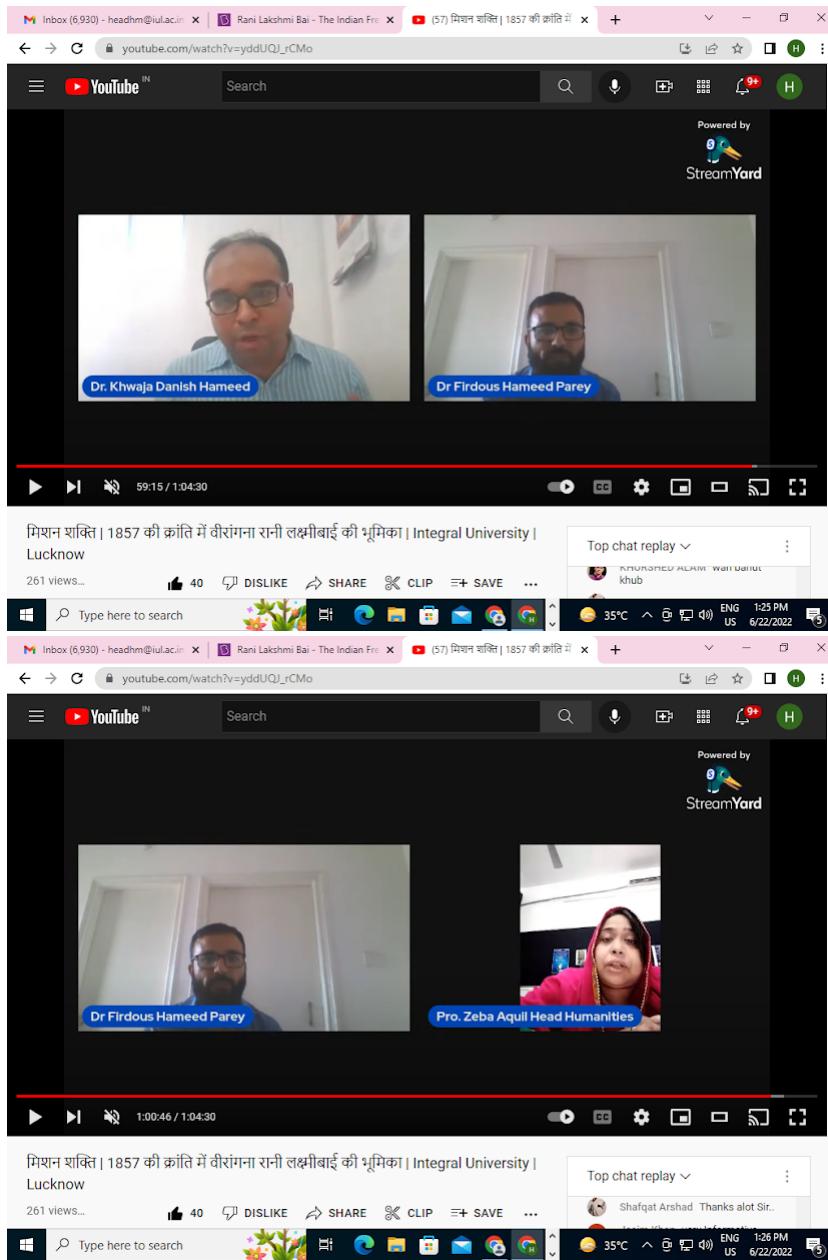 Inbox (6,930) - headhm@iul.ac.in
Rani Lakshmi Bai - The Indian Fre
(57) मिशन शक्ति | 1857 की क्रांति में
youtube.com/watch?v=yddUQJ_rCMo
H
YouTube IN
Search
9+
H
Powered by
StreamYard
Dr. Khwaja Danish Hameed
Dr Firdous Hameed Parey
59:15 / 1:04:30
CC
मिशन शक्ति | 1857 की क्रांति में वीरांगना रानी लक्ष्मीबाई की भूमिका | Integral University |
Lucknow
261 views...
40
DISLIKE
SHARE
CLIP
SAVE
...
Top chat replay
KHURSHED ALAM wah bahut
khub
Type here to search
35°C
ENG
US
1:25 PM
6/22/2022
5
Inbox (6,930) - headhm@iul.ac.in
Rani Lakshmi Bai - The Indian Fre
(57) मिशन शक्ति | 1857 की क्रांति में
youtube.com/watch?v=yddUQJ_rCMo
H
YouTube IN
Search
9+
H
Powered by
StreamYard
Dr Firdous Hameed Parey
Pro. Zeba Aquil Head Humanities
1:00:46 / 1:04:30
CC
मिशन शक्ति | 1857 की क्रांति में वीरांगना रानी लक्ष्मीबाई की भूमिका | Integral University |
Lucknow
261 views...
40
DISLIKE
SHARE
CLIP
SAVE
...
Top chat replay
Shafqat Arshad Thanks alot Sir..
Type here to search
35°C
ENG
US
1:26 PM
6/22/2022
5